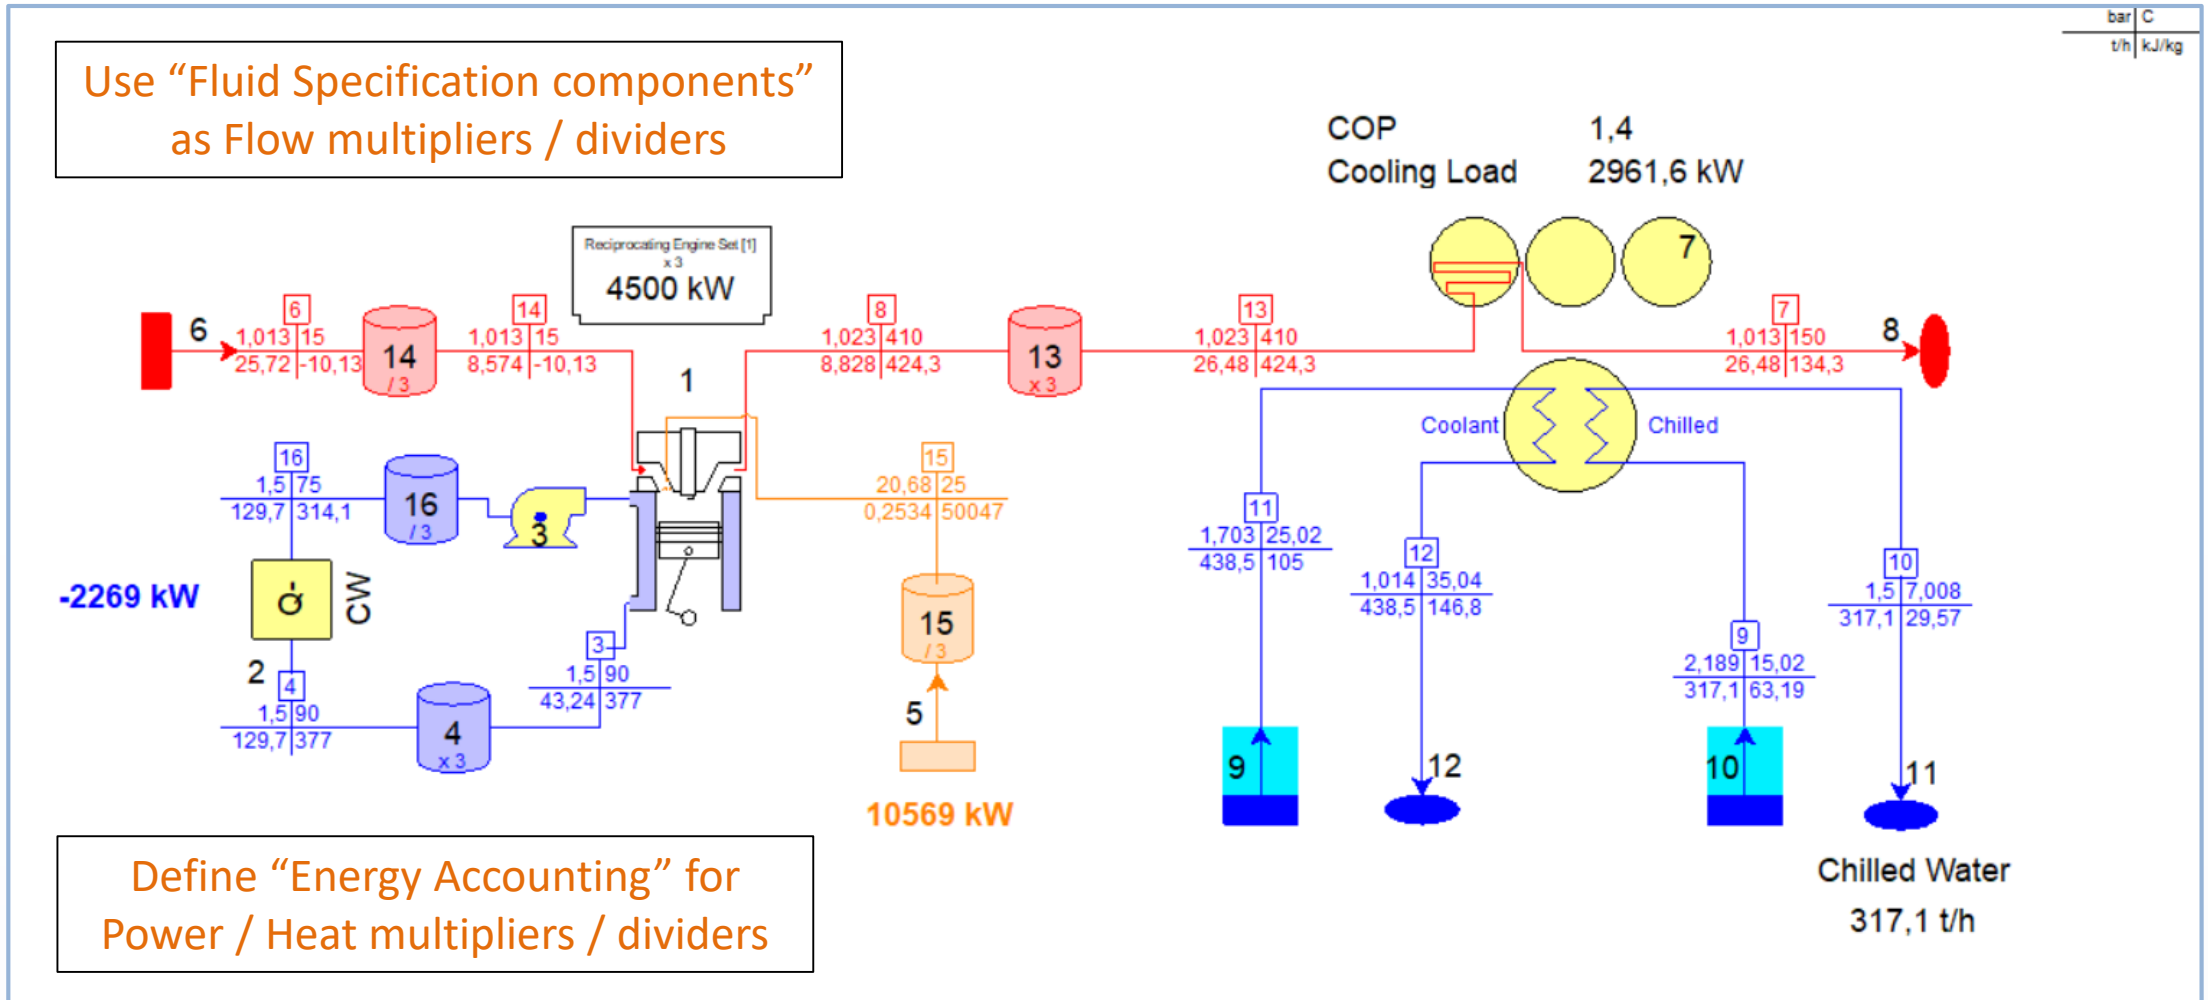 bar C
t/h kJ/kg
Use “Fluid Specification components”
as Flow multipliers / dividers
COP 1,4
Cooling Load 2961,6 kW
Reciprocating Engine Set [1]
x 3
4500 kW
6
6
1,013 15
25,72 -10,13
14
/ 3
14
1,013 15
8,574 -10,13
1
8
1,023 410
8,828 424,3
13
x 3
13
1,023 410
26,48 424,3
7
7
1,013 150
26,48 134,3
8
Coolant
Chilled
16
1,5 75
129,7 314,1
16
/ 3
3
15
20,68 25
0,2534 50047
11
1,703 25,02
438,5 105
12
1,014 35,04
438,5 146,8
10
1,5 7,008
317,1 29,57
9
2,189 15,02
317,1 63,19
-2269 kW
Q
CW
2
4
1,5 90
129,7 377
4
x 3
3
1,5 90
43,24 377
15
/ 3
5
10569 kW
9
12
10
11
Chilled Water
317,1 t/h
Define “Energy Accounting” for
Power / Heat multipliers / dividers